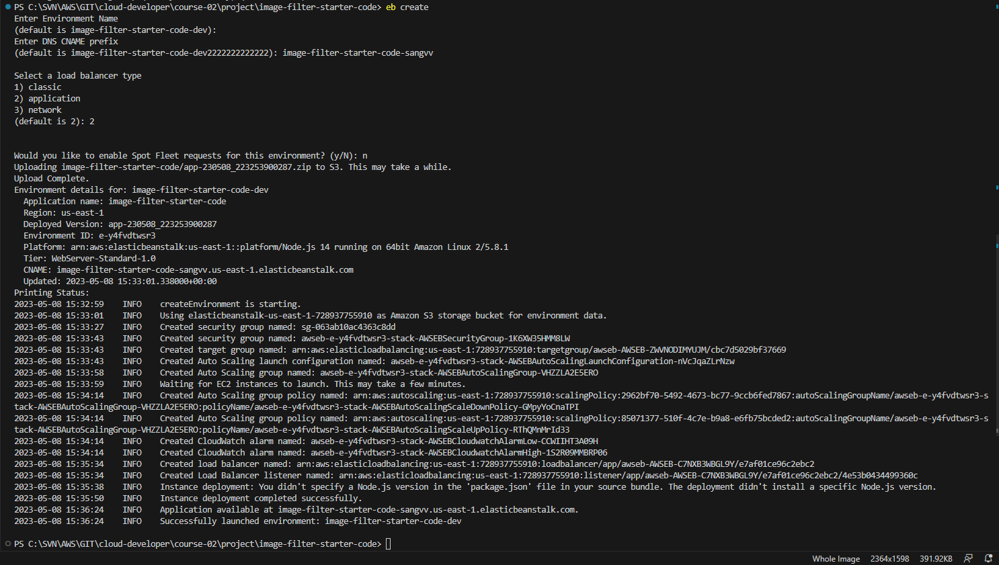 PS C:\SVN\AWS\GIT\cloud-developer\course-02\project\image-filter-starter-code> eb create
Enter Environment Name
(default is image-filter-starter-code-dev):
Enter DNS CNAME prefix
(default is image-filter-starter-code-dev2222222222222): image-filter-starter-code-sangvv
Select a load balancer type
1) classic
2) application
3) network
(default is 2): 2
Would you like to enable Spot Fleet requests for this environment? (y/N): n
Uploading image-filter-starter-code/app-230508_223253900287.zip to S3. This may take a while.
Upload Complete.
Environment details for: image-filter-starter-code-dev
Application name: image-filter-starter-code
Region: us-east-1
Deployed Version: app-230508_223253900287
Environment ID: e-y4fvdtwsr3
Platform: arn:aws:elasticbeanstalk:us-east-1::platform/Node.js 14 running on 64bit Amazon Linux 2/5.8.1
Tier: WebServer-Standard-1.0
CNAME: image-filter-starter-code-sangvv.us-east-1.elasticbeanstalk.com
Updated: 2023-05-08 15:33:01.338000+00:00
Printing Status:
2023-05-08 15:32:59 INFO createEnvironment is starting.
2023-05-08 15:33:01 INFO Using elasticbeanstalk-us-east-1-728937755910 as Amazon S3 storage bucket for environment data.
2023-05-08 15:33:27 INFO Created security group named: sg-063ab10ac4363c8dd
2023-05-08 15:33:43 INFO Created security group named: awseb-e-y4fvdtwsr3-stack-AWSEBSecurityGroup-1K6XW35HMM8LW
2023-05-08 15:33:43 INFO Created target group named: arn:aws:elasticloadbalancing:us-east-1:728937755910:targetgroup/awseb-AWSEB-ZWVNODIMYUJM/cbc7d5029bf37669
2023-05-08 15:33:43 INFO Created Auto Scaling launch configuration named: awseb-e-y4fvdtwsr3-stack-AWSEBAutoScalingLaunchConfiguration-nVcJqaZLrNzw
2023-05-08 15:33:58 INFO Created Auto Scaling group named: awseb-e-y4fvdtwsr3-stack-AWSEBAutoScalingGroup-VHZZLA2E5ERO
2023-05-08 15:33:59 INFO Waiting for EC2 instances to launch. This may take a few minutes.
2023-05-08 15:34:14 INFO Created Auto Scaling group policy named: arn:aws:autoscaling:us-east-1:728937755910:scalingPolicy:2962bf70-5492-4673-bc77-9ccb6fed7867:autoScalingGroupName/awseb-e-y4fvdtwsr3-s
tack-AWSEBAutoScalingGroup-VHZZLA2E5ERO:policyName/awseb-e-y4fvdtwsr3-stack-AWSEBAutoScalingScaleDownPolicy-GMpyYoCnaTPI
2023-05-08 15:34:14 INFO Created Auto Scaling group policy named: arn:aws:autoscaling:us-east-1:728937755910:scalingPolicy:85071377-510f-4c7e-b9a8-e6fb75bcded2:autoScalingGroupName/awseb-e-y4fvdtwsr3-s
tack-AWSEBAutoScalingGroup-VHZZLA2E5ERO:policyName/awseb-e-y4fvdtwsr3-stack-AWSEBAutoScalingScaleUpPolicy-RThQMnMrId33
2023-05-08 15:34:14 INFO Created CloudWatch alarm named: awseb-e-y4fvdtwsr3-stack-AWSEBCloudwatchAlarmLow-CCWIIHT3A09H
2023-05-08 15:34:14 INFO Created CloudWatch alarm named: awseb-e-y4fvdtwsr3-stack-AWSEBCloudwatchAlarmHigh-1S2R09MMBRP06
2023-05-08 15:35:34 INFO Created load balancer named: arn:aws:elasticloadbalancing:us-east-1:728937755910:loadbalancer/app/awseb-AWSEB-C7NXB3WBGL9Y/e7af01ce96c2ebc2
2023-05-08 15:35:34 INFO Created Load Balancer listener named: arn:aws:elasticloadbalancing:us-east-1:728937755910:listener/app/awseb-AWSEB-C7NXB3WBGL9Y/e7af01ce96c2ebc2/4e53b0434499360c
2023-05-08 15:35:38 INFO Instance deployment: You didn't specify a Node.js version in the 'package.json' file in your source bundle. The deployment didn't install a specific Node.js version.
2023-05-08 15:35:50 INFO Instance deployment completed successfully.
2023-05-08 15:36:24 INFO Application available at image-filter-starter-code-sangvv.us-east-1.elasticbeanstalk.com.
2023-05-08 15:36:24 INFO Successfully launched environment: image-filter-starter-code-dev
PS C:\SVN\AWS\GIT\cloud-developer\course-02\project\image-filter-starter-code>
Whole Image 2364x1598 391.92KB